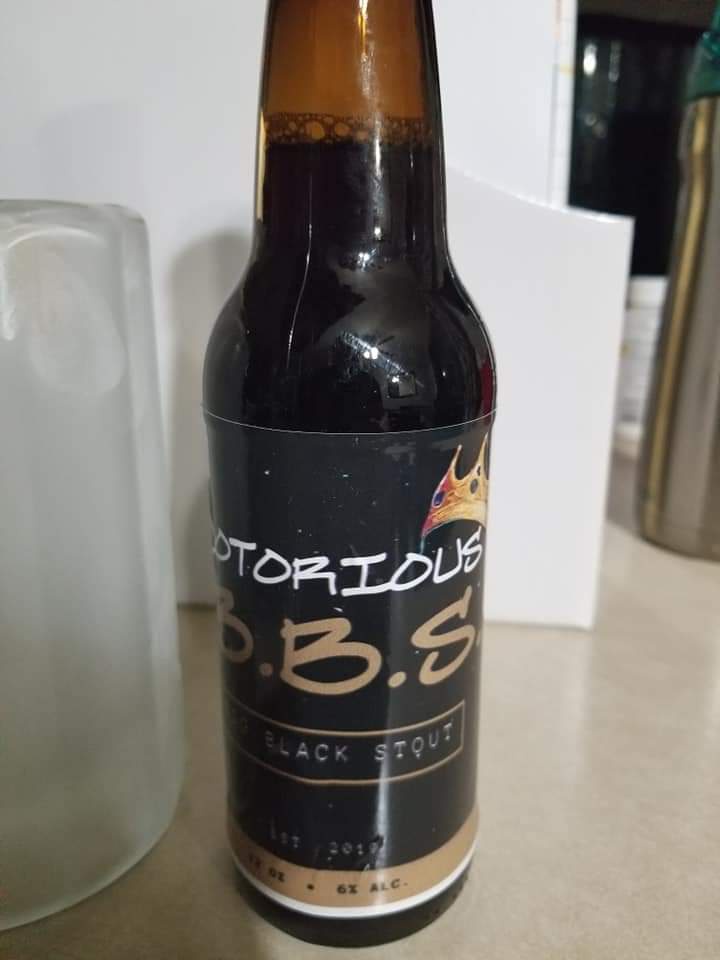 NOTORIOUS
B.B.S.
BLACK STOUT
EST 2019
12 OZ • 6% ALC.